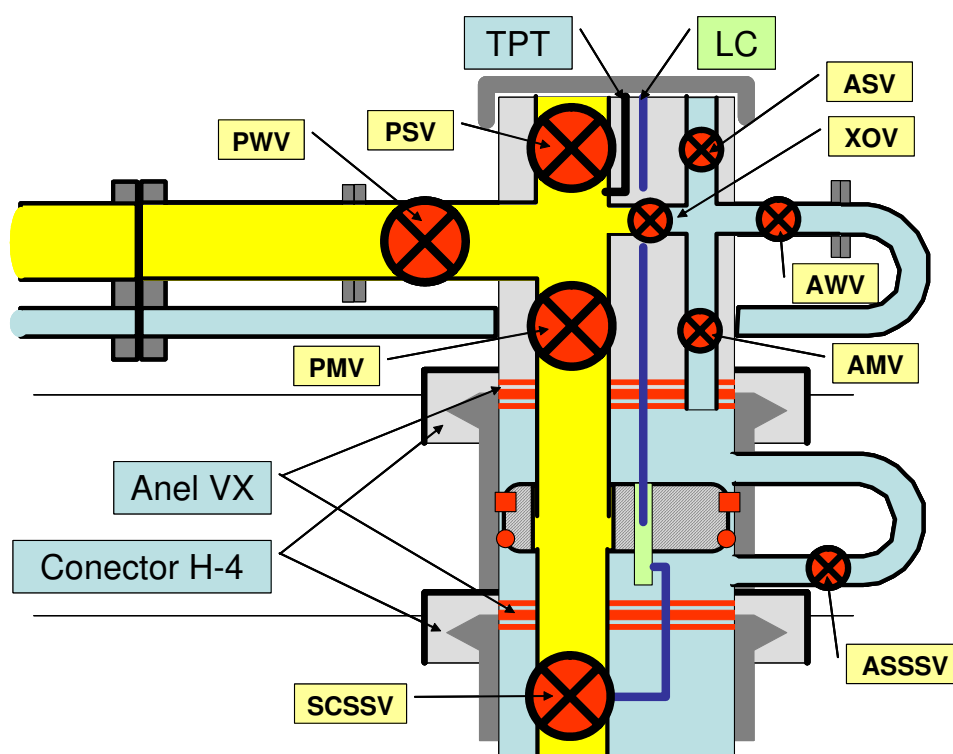 TPT
LC
ASV
PSV
XOV
PWV
AWV
PMV
AMV
Anel VX
Conector H-4
ASSSV
SCSSV